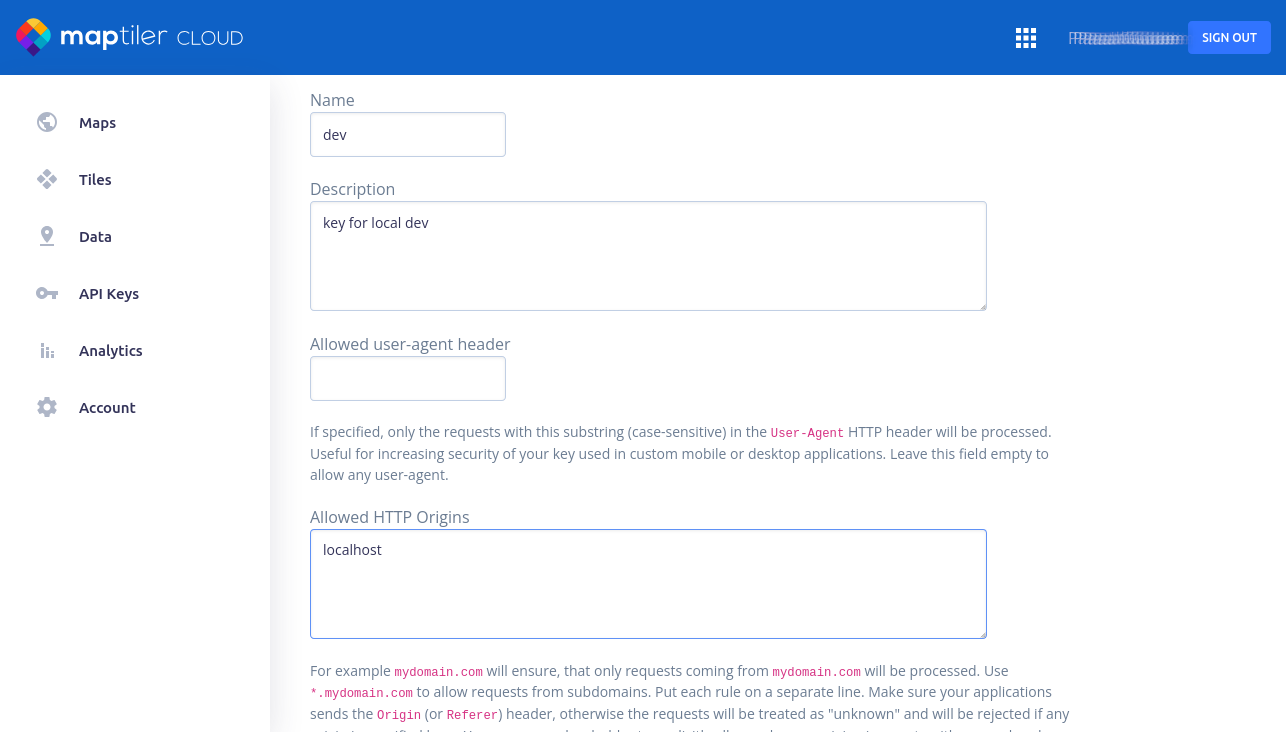 maptiler CLOUD
SIGN OUT
Maps
Tiles
Data
API Keys
Analytics
Account
Name
dev
Description
key for local dev
Allowed user-agent header
If specified, only the requests with this substring (case-sensitive) in the User-Agent HTTP header will be processed.
Useful for increasing security of your key used in custom mobile or desktop applications. Leave this field empty to
allow any user-agent.
Allowed HTTP Origins
localhost
For example mydomain.com will ensure, that only requests coming from mydomain.com will be processed. Use
*.mydomain.com to allow requests from subdomains. Put each rule on a separate line. Make sure your applications
sends the Origin (or Referer) header, otherwise the requests will be treated as "unknown" and will be rejected if any